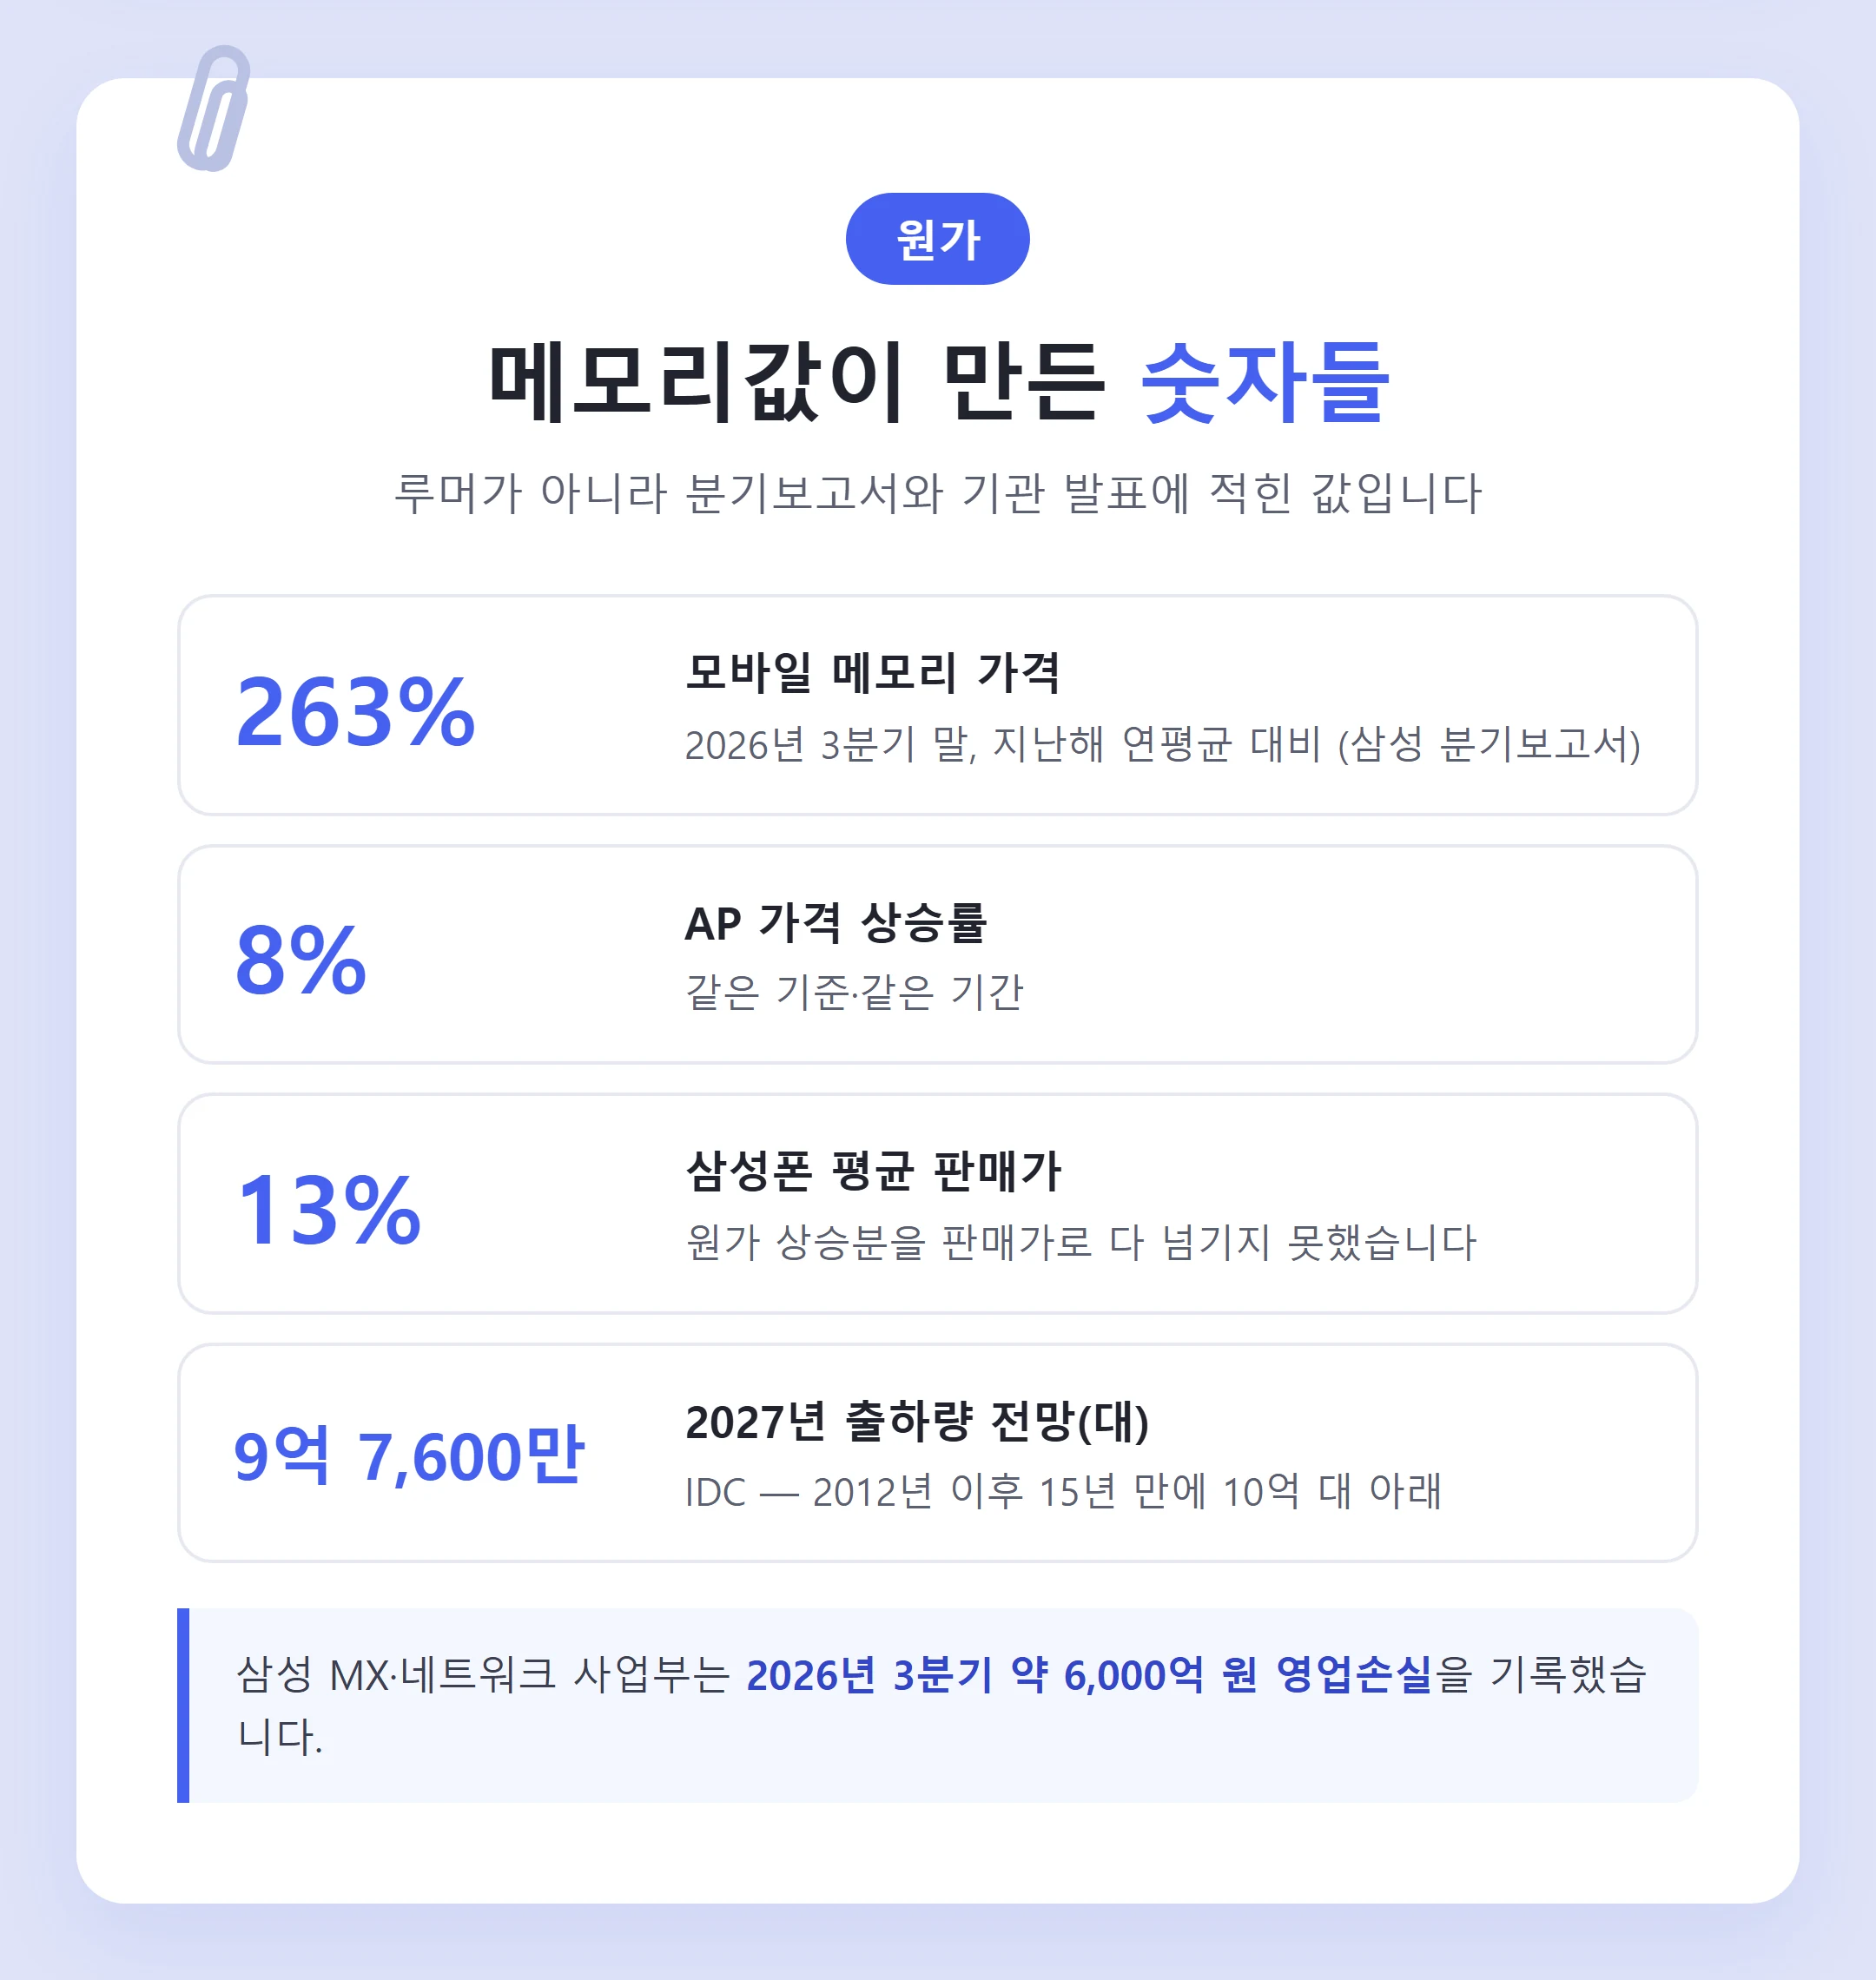 원가
메모리값이 만든 숫자들
루머가 아니라 분기보고서와 기관 발표에 적힌 값입니다
263%
모바일 메모리 가격
2026년 3분기 말, 지난해 연평균 대비 (삼성 분기보고서)
8%
AP 가격 상승률
같은 기준·같은 기간
13%
삼성폰 평균 판매가
원가 상승분을 판매가로 다 넘기지 못했습니다
9억 7,600만
2027년 출하량 전망(대)
IDC — 2012년 이후 15년 만에 10억 대 아래
삼성 MX·네트워크 사업부는 2026년 3분기 약 6,000억 원 영업손실을 기록했습
니다.